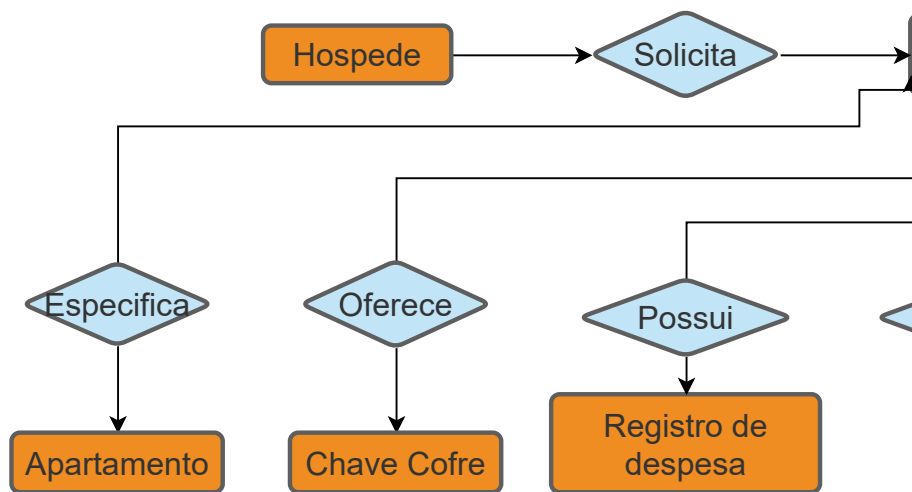 Hospede
Solicita
Especifica
Oferece
Possui
Apartamento
Chave Cofre
Registro de
despesa